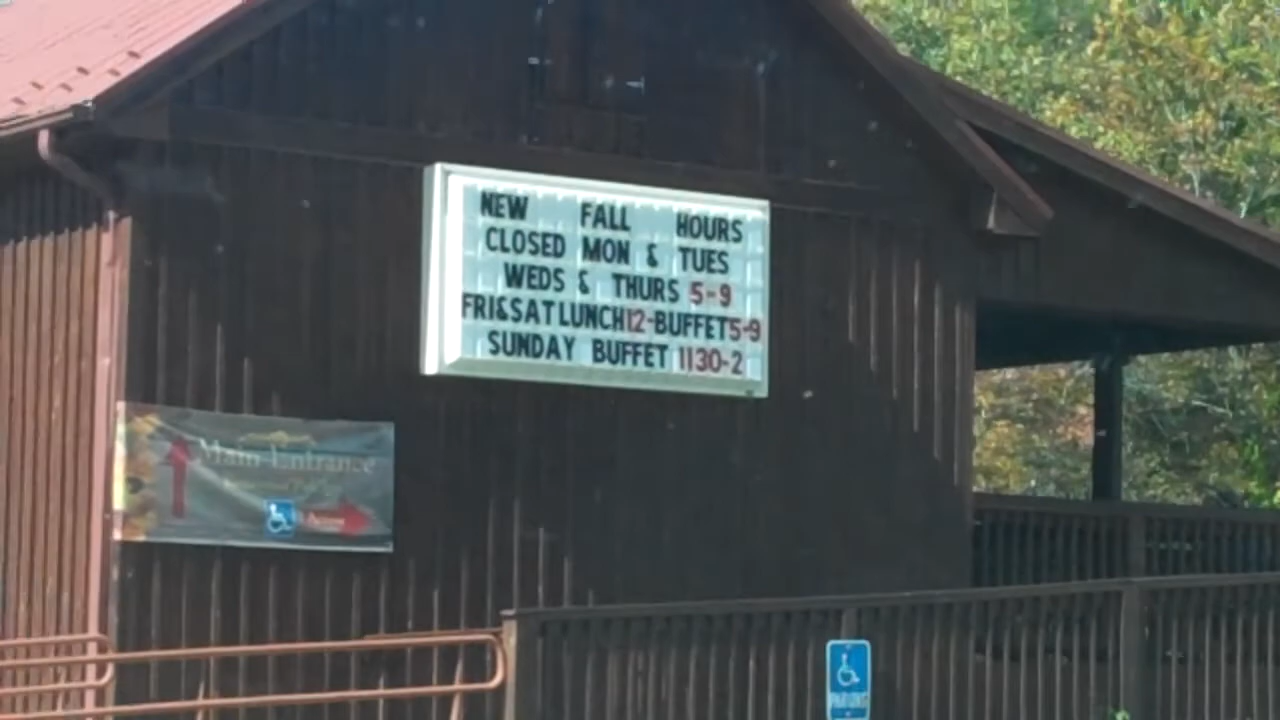 NEW FALL HOURS
CLOSED MON & TUES
WEDS & THURS 5-9
FRI&SAT LUNCH 12-BUFFET 5-9
SUNDAY BUFFET 1130-2
Main Entrance
PARKING